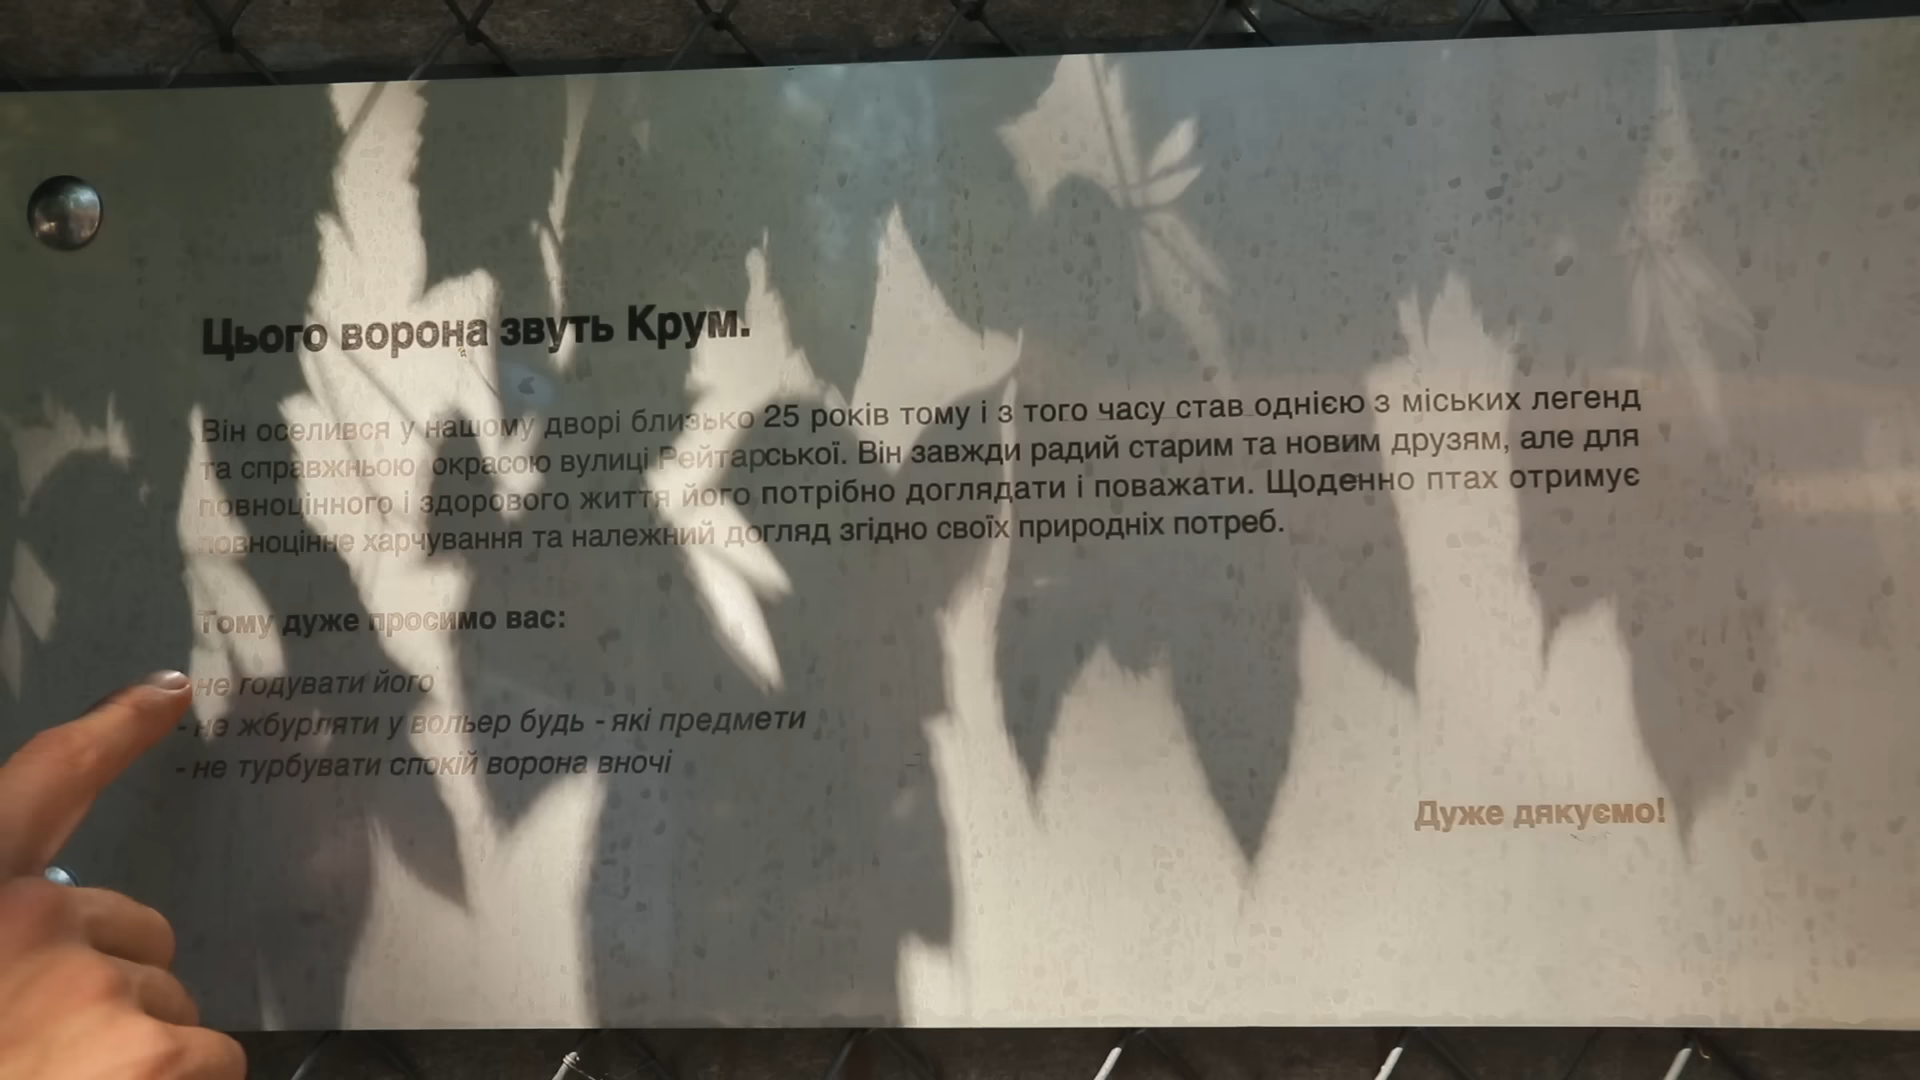 Цього ворона звуть Крум.
Він оселився у нашому дворі близько 25 років тому і з того часу став однією з міських легенд
та справжньою окрасою вулиці Рейтарської. Він завжди радий старим та новим друзям, але для
повноцінного і здорового життя його потрібно доглядати і поважати. Щоденно птах отримує
повноцінне харчування та належний догляд згідно своїх природніх потреб.
Тому дуже просимо вас:
не годувати його
- не жбурляти у вольер будь - які предмети
- не турбувати спокій ворона вночі
Дуже дякуємо!